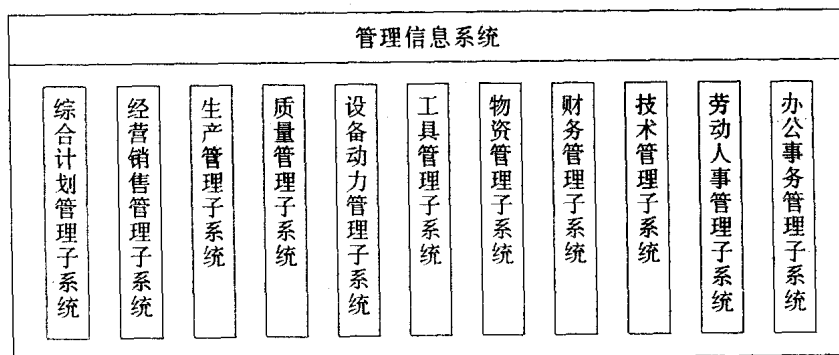 管理信息系统
综合计划管理子系统
经营销售管理子系统
生产管理子系统
质量管理子系统
设备动力管理子系统
工具管理子系统
物资管理子系统
财务管理子系统
技术管理子系统
劳动人事管理子系统
办公事务管理子系统